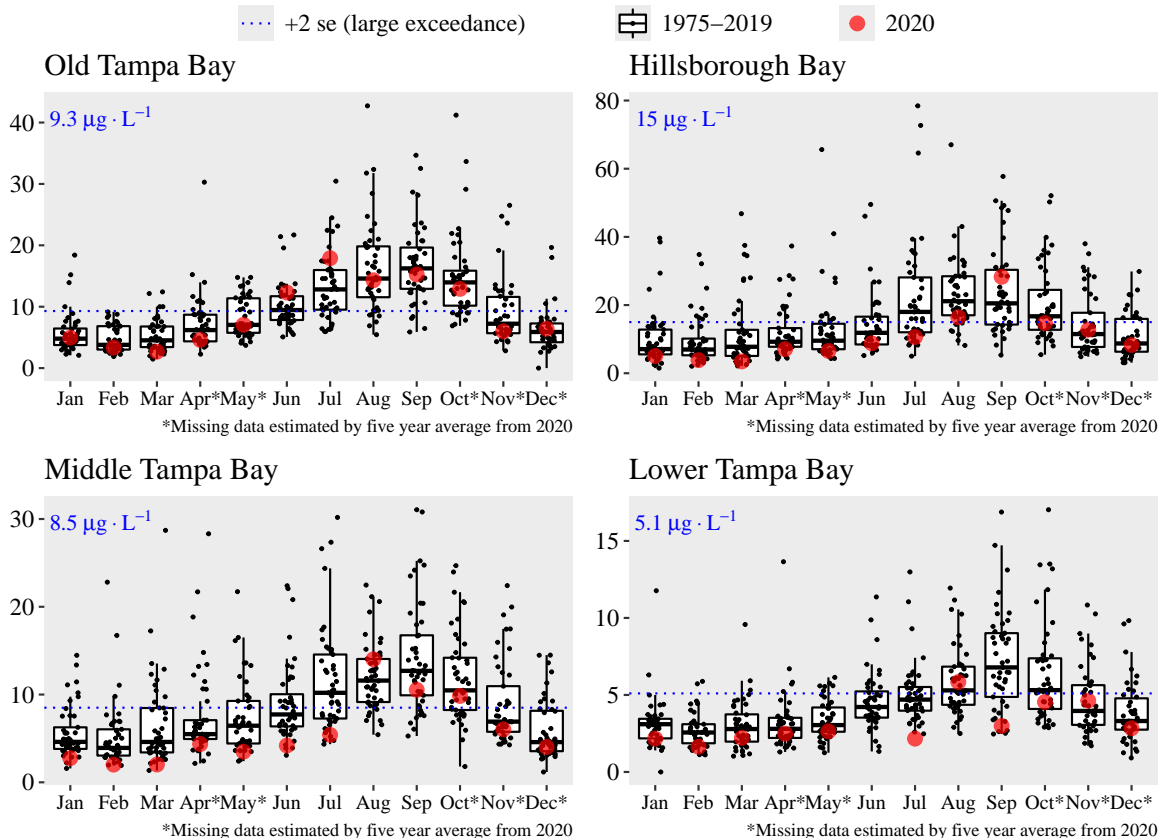 +2 se (large exceedance) 1975–2019 2020
Old Tampa Bay
9.3 µg · L⁻¹
40
30
20
10
0
Jan Feb Mar Apr* May* Jun Jul Aug Sep Oct* Nov* Dec*
*Missing data estimated by five year average from 2020
Hillsborough Bay
15 µg · L⁻¹
80
60
40
20
0
Jan Feb Mar Apr* May* Jun Jul Aug Sep Oct* Nov* Dec*
*Missing data estimated by five year average from 2020
Middle Tampa Bay
8.5 µg · L⁻¹
30
20
10
0
Jan Feb Mar Apr* May* Jun Jul Aug Sep Oct* Nov* Dec*
*Missing data estimated by five year average from 2020
Lower Tampa Bay
5.1 µg · L⁻¹
15
10
5
0
Jan Feb Mar Apr* May* Jun Jul Aug Sep Oct* Nov* Dec*
*Missing data estimated by five year average from 2020